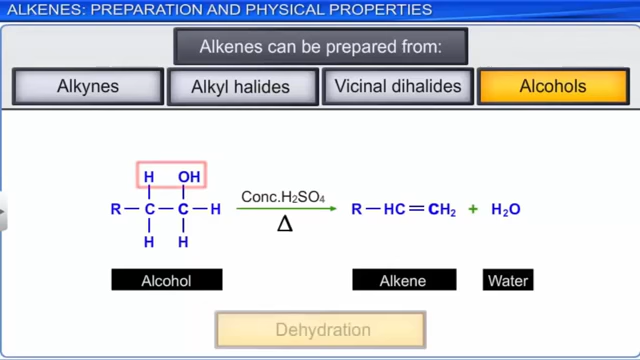 ALKENES: PREPARATION AND PHYSICAL PROPERTIES
Alkenes can be prepared from:
Alkynes
Alkyl halides
Vicinal dihalides
Alcohols
H OH
R — C — C — H
H H
Conc.H₂SO₄
Δ
R — HC = CH₂ + H₂O
Alcohol
Alkene
Water
Dehydration